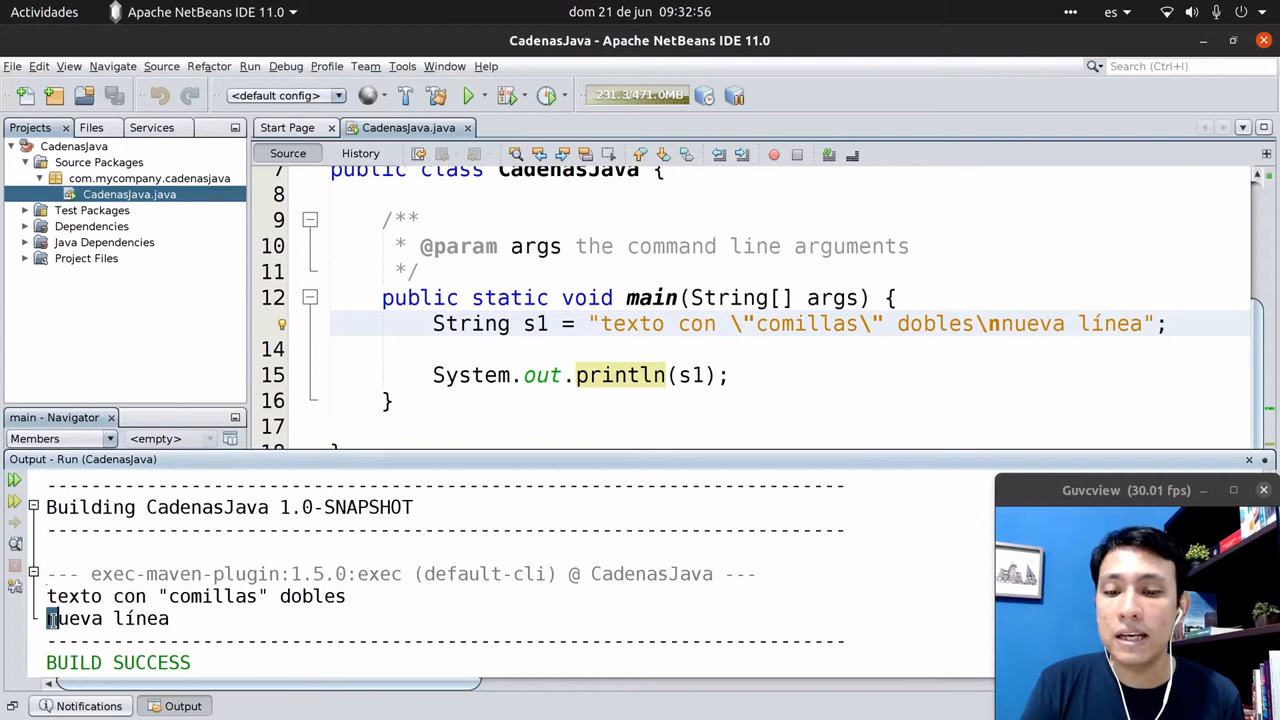 Actividades
Apache NetBeans IDE 11.0
dom 21 de jun 09:32:56
es
CadenasJava - Apache NetBeans IDE 11.0
File Edit View Navigate Source Refactor Run Debug Profile Team Tools Window Help
Search (Ctrl+I)
<default config>
231.3/471.0MB
Projects
Files
Services
Start Page
CadenasJava.java
Source
History
CadenasJava
Source Packages
com.mycompany.cadenasjava
CadenasJava.java
Test Packages
Dependencies
Java Dependencies
Project Files
7 public class CadenasJava {
8
9 /**
10 * @param args the command line arguments
11 */
12 public static void main(String[] args) {
String s1 = "texto con \"comillas\" dobles\nnueva línea";
14
15 System.out.println(s1);
16 }
17
18 }
main - Navigator
Members
<empty>
Output - Run (CadenasJava)
------------------------------------------------------------------------
Building CadenasJava 1.0-SNAPSHOT
------------------------------------------------------------------------
--- exec-maven-plugin:1.5.0:exec (default-cli) @ CadenasJava ---
texto con "comillas" dobles
nueva línea
------------------------------------------------------------------------
BUILD SUCCESS
Notifications
Output
Guvcview (30.01 fps)